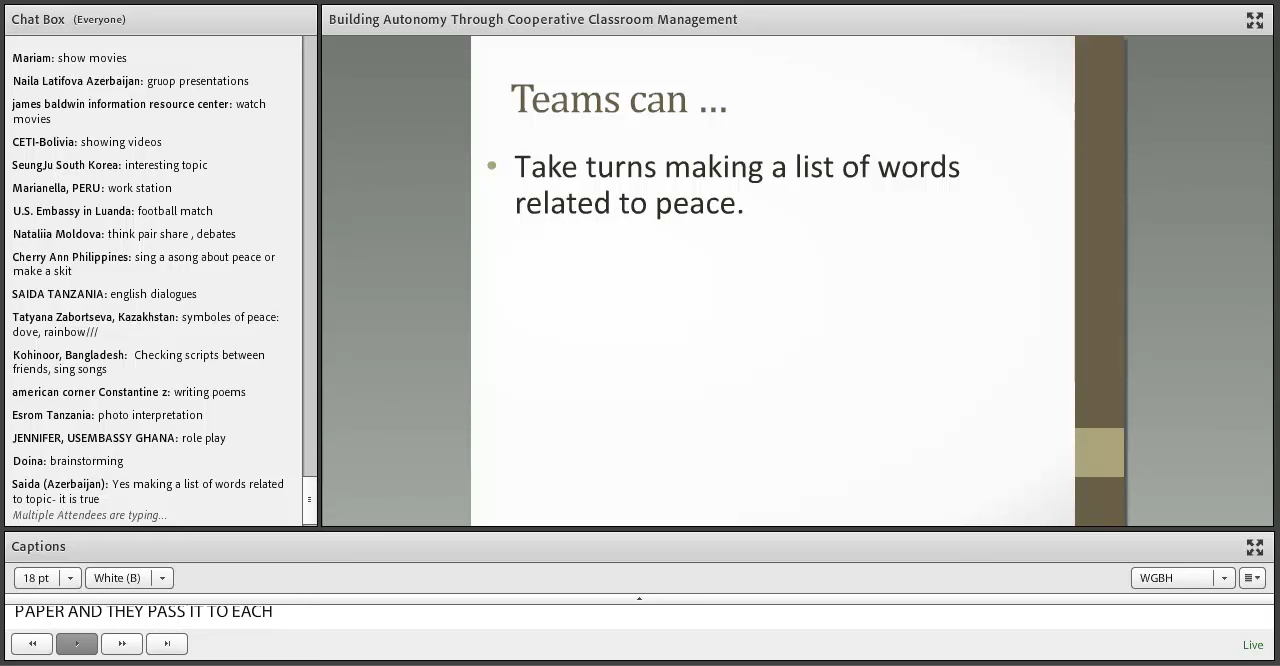 Chat Box (Everyone)
Mariam: show movies
Naila Latifova Azerbaijan: gruop presentations
james baldwin information resource center: watch
movies
CETI-Bolivia: showing videos
SeungJu South Korea: interesting topic
Marianella, PERU: work station
U.S. Embassy in Luanda: football match
Nataliia Moldova: think pair share , debates
Cherry Ann Philippines: sing a asong about peace or
make a skit
SAIDA TANZANIA: english dialogues
Tatyana Zabortseva, Kazakhstan: symboles of peace:
dove, rainbow///
Kohinoor, Bangladesh: Checking scripts between
friends, sing songs
american corner Constantine z: writing poems
Esrom Tanzania: photo interpretation
JENNIFER, USEMBASSY GHANA: role play
Doina: brainstorming
Saida (Azerbaijan): Yes making a list of words related
to topic- it is true
Multiple Attendees are typing...
Building Autonomy Through Cooperative Classroom Management
Teams can ...
• Take turns making a list of words
related to peace.
Captions
18 pt White (B) WGBH
PAPER AND THEY PASS IT TO EACH
Live